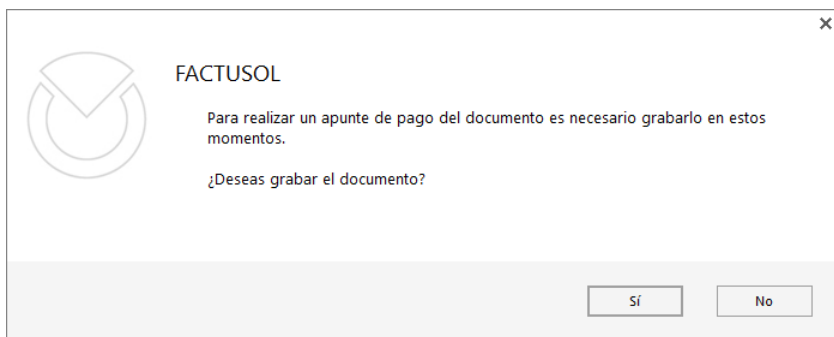 FACTUSOL
Para realizar un apunte de pago del documento es necesario grabarlo en estos
momentos.
¿Deseas grabar el documento?
Sí
No